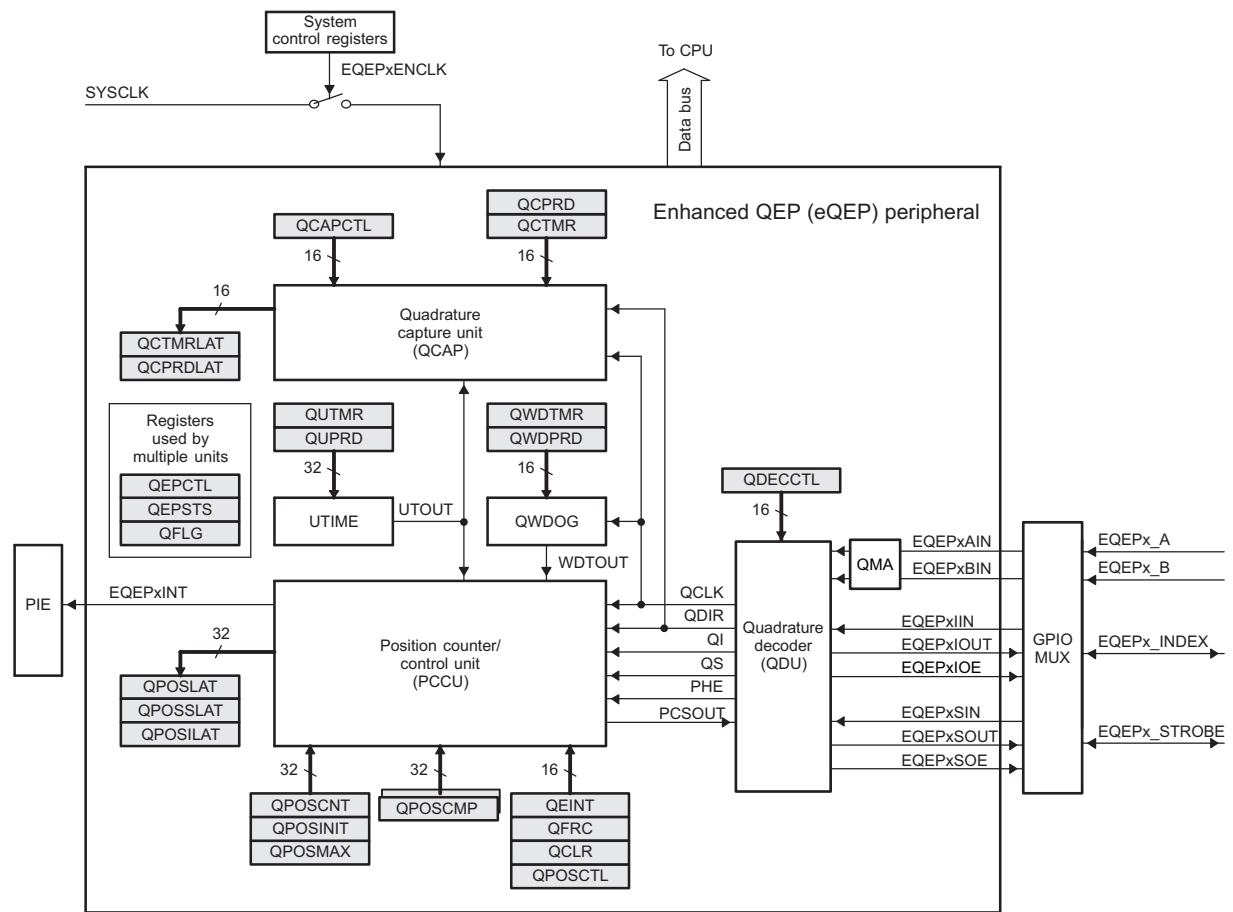 System
control registers
To CPU
EQEPxENCLK
SYSCLK
Data bus
Enhanced QEP (eQEP) peripheral
QCPRD
QCTMR
QCAPCTL
16
16
16
Quadrature
capture unit
(QCAP)
QCTMRLAT
QCPRDLAT
Registers
used by
multiple units
QEPCTL
QEPSTS
QFLG
QUTMR
QUPRD
32
UTIME
UTOUT
QWDTMR
QWDPRD
16
QWDOG
WDTOUT
QDECCTL
16
PIE
EQEPxINT
32
QPOSLAT
QPOSSLAT
QPOSILAT
Position counter/
control unit
(PCCU)
QCLK
QDIR
QI
QS
PHE
PCSOUT
Quadrature
decoder
(QDU)
QMA
EQEPxAIN
EQEPxBIN
EQEPxIIN
EQEPxIOUT
EQEPxIOE
EQEPxSIN
EQEPxSOUT
EQEPxSOE
GPIO
MUX
EQEPx_A
EQEPx_B
EQEPx_INDEX
EQEPx_STROBE
32
32
16
QPOSCNT
QPOSINIT
QPOSMAX
QPOSCMP
QEINT
QFRC
QCLR
QPOSCTL